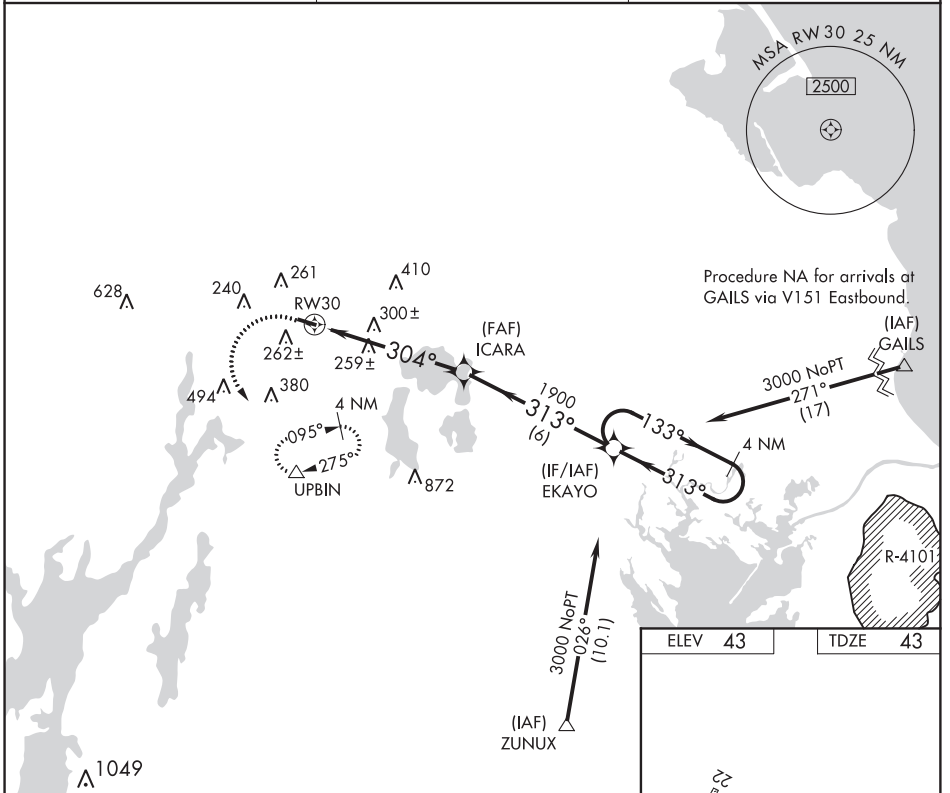 MSA RW30 25 NM
2500
Procedure NA for arrivals at
GAILS via V151 Eastbound.
(IAF)
GAILS
3000 NoPT
271°
(17)
628
240
261
410
RW30
300±
262±
259±
304°
(FAF)
ICARA
494
380
1900
313°
(6)
4 NM
095°
275°
UPBIN
872
(IF/IAF)
EKAYO
133°
4 NM
313°
R-4101
3000 NoPT
026°
(10.1)
(IAF)
ZUNUX
1049
ELEV 43
TDZE 43
22